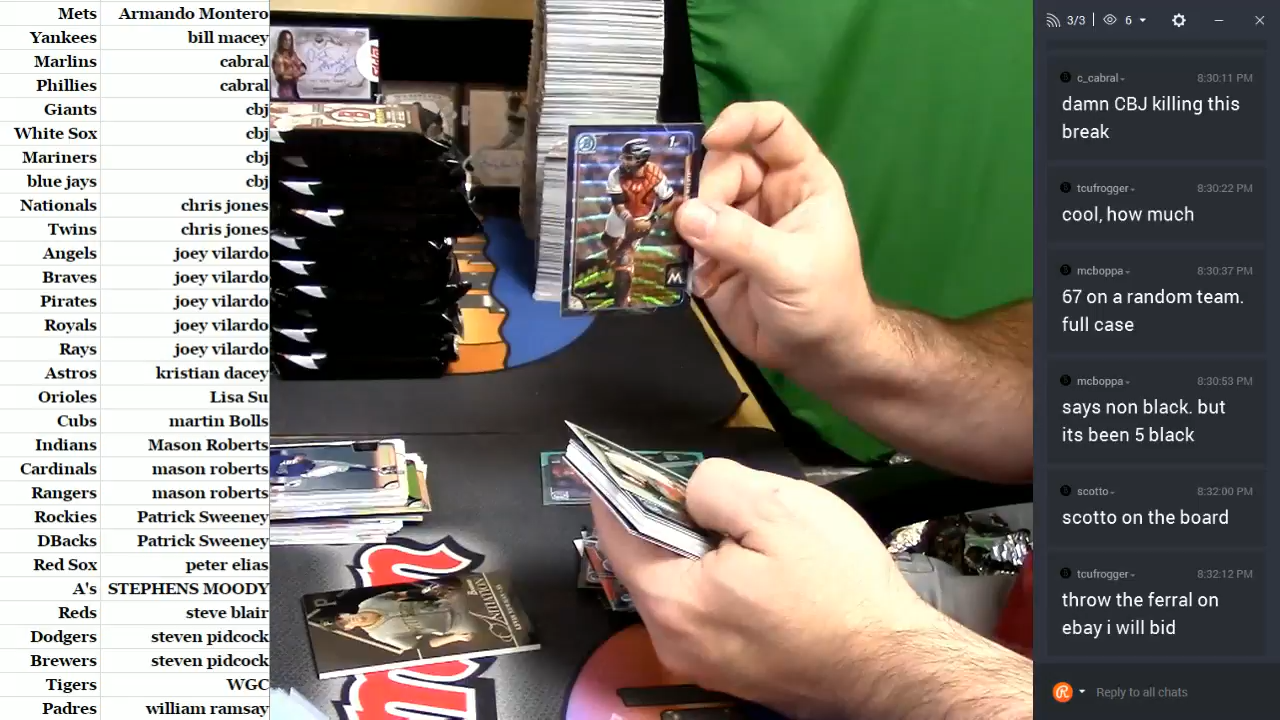 Mets Armando Montero
Yankees bill macey
Marlins cabral
Phillies cabral
Giants cbj
White Sox cbj
Mariners cbj
blue jays cbj
Nationals chris jones
Twins chris jones
Angels joey vilardo
Braves joey vilardo
Pirates joey vilardo
Royals joey vilardo
Rays joey vilardo
Astros kristian dacey
Orioles Lisa Su
Cubs martin Bolls
Indians Mason Roberts
Cardinals mason roberts
Rangers mason roberts
Rockies Patrick Sweeney
DBacks Patrick Sweeney
Red Sox peter elias
A's STEPHENS MOODY
Reds steve blair
Dodgers steven pidcock
Brewers steven pidcock
Tigers WGC
Padres william ramsay
1st
M
3/3 | 6
c_cabral 8:30:11 PM
damn CBJ killing this
break
tcufrogger 8:30:22 PM
cool, how much
mcboppa 8:30:37 PM
67 on a random team.
full case
mcboppa 8:30:53 PM
says non black. but
its been 5 black
scotto 8:32:00 PM
scotto on the board
tcufrogger 8:32:12 PM
throw the ferral on
ebay i will bid
Reply to all chats